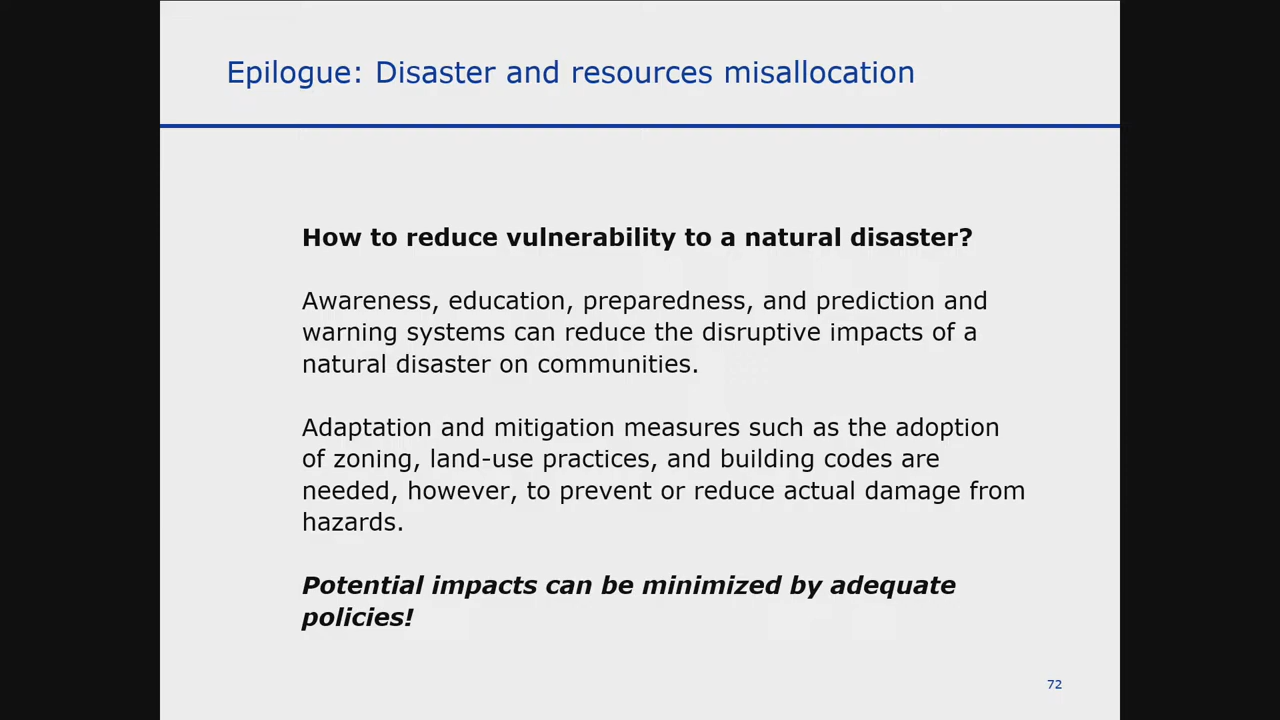 Epilogue: Disaster and resources misallocation
How to reduce vulnerability to a natural disaster?
Awareness, education, preparedness, and prediction and
warning systems can reduce the disruptive impacts of a
natural disaster on communities.
Adaptation and mitigation measures such as the adoption
of zoning, land-use practices, and building codes are
needed, however, to prevent or reduce actual damage from
hazards.
Potential impacts can be minimized by adequate
policies!
72